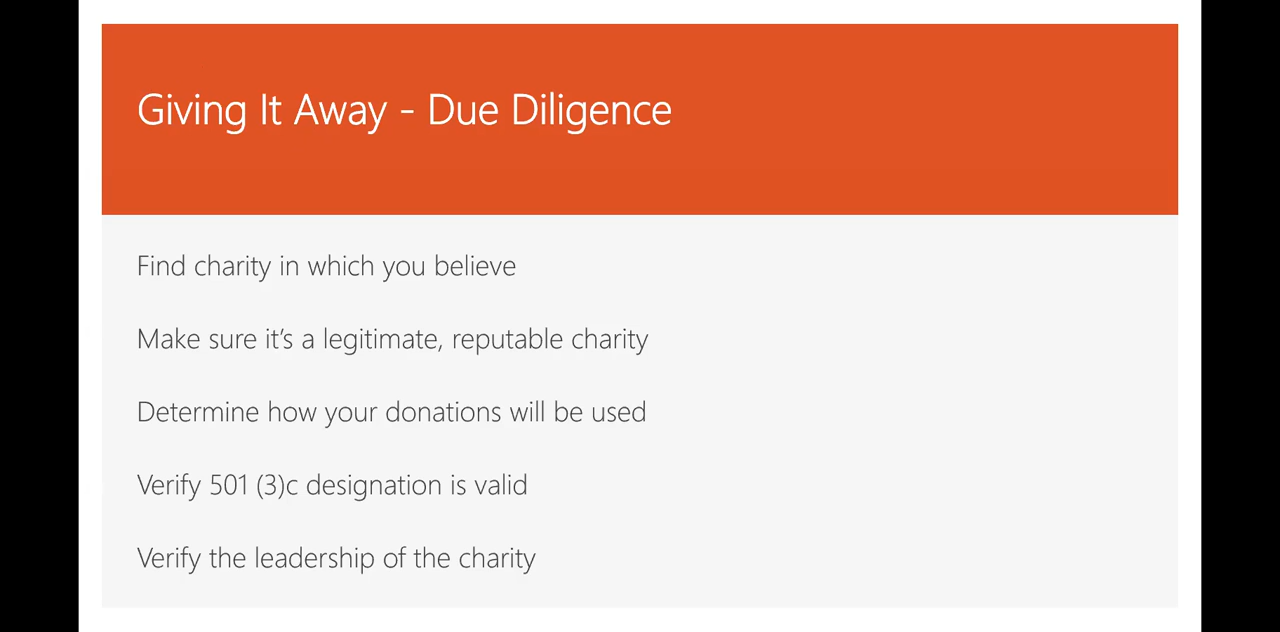 Giving It Away - Due Diligence
Find charity in which you believe
Make sure it’s a legitimate, reputable charity
Determine how your donations will be used
Verify 501 (3)c designation is valid
Verify the leadership of the charity